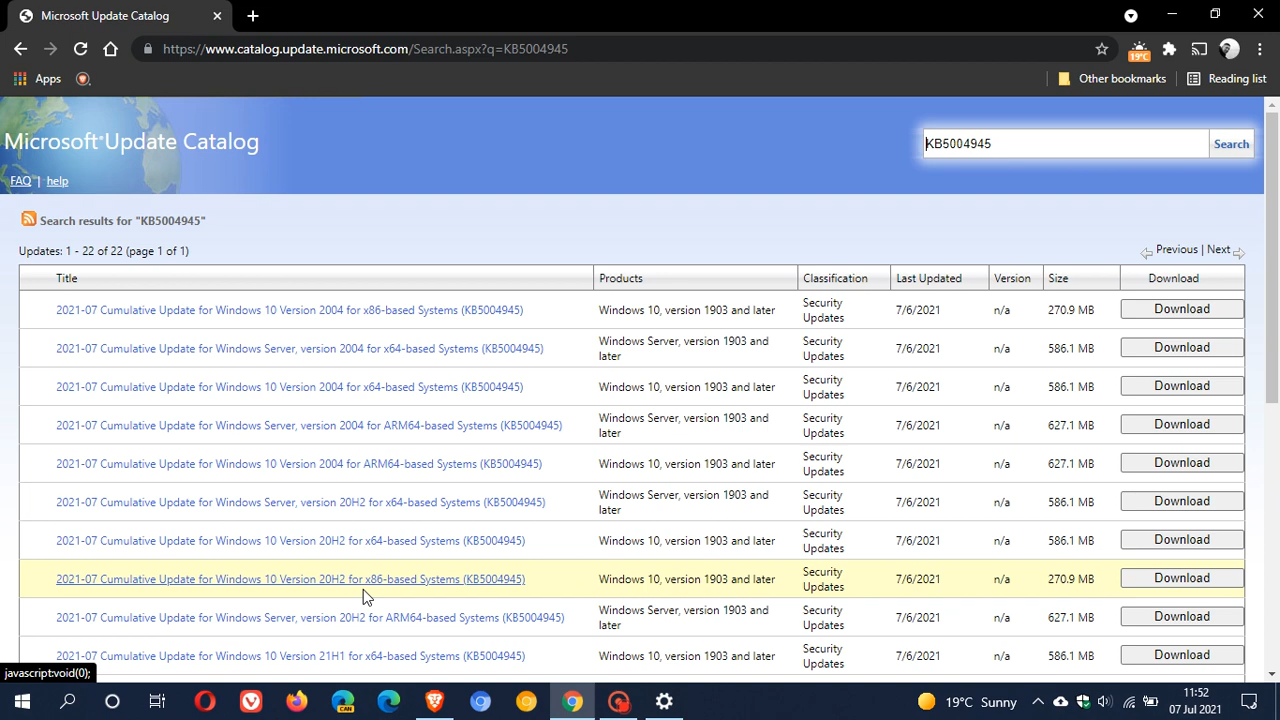 Microsoft Update Catalog
https://www.catalog.update.microsoft.com/Search.aspx?q=KB5004945
19°C
Apps
Other bookmarks
Reading list
Microsoft Update Catalog
KB5004945
Search
FAQ | help
Search results for "KB5004945"
Updates: 1 - 22 of 22 (page 1 of 1)
Previous | Next
Title Products Classification Last Updated Version Size Download
2021-07 Cumulative Update for Windows 10 Version 2004 for x86-based Systems (KB5004945) Windows 10, version 1903 and later Security Updates 7/6/2021 n/a 270.9 MB Download
2021-07 Cumulative Update for Windows Server, version 2004 for x64-based Systems (KB5004945) Windows Server, version 1903 and later Security Updates 7/6/2021 n/a 586.1 MB Download
2021-07 Cumulative Update for Windows 10 Version 2004 for x64-based Systems (KB5004945) Windows 10, version 1903 and later Security Updates 7/6/2021 n/a 586.1 MB Download
2021-07 Cumulative Update for Windows Server, version 2004 for ARM64-based Systems (KB5004945) Windows Server, version 1903 and later Security Updates 7/6/2021 n/a 627.1 MB Download
2021-07 Cumulative Update for Windows 10 Version 2004 for ARM64-based Systems (KB5004945) Windows 10, version 1903 and later Security Updates 7/6/2021 n/a 627.1 MB Download
2021-07 Cumulative Update for Windows Server, version 20H2 for x64-based Systems (KB5004945) Windows Server, version 1903 and later Security Updates 7/6/2021 n/a 586.1 MB Download
2021-07 Cumulative Update for Windows 10 Version 20H2 for x64-based Systems (KB5004945) Windows 10, version 1903 and later Security Updates 7/6/2021 n/a 586.1 MB Download
2021-07 Cumulative Update for Windows 10 Version 20H2 for x86-based Systems (KB5004945) Windows 10, version 1903 and later Security Updates 7/6/2021 n/a 270.9 MB Download
2021-07 Cumulative Update for Windows Server, version 20H2 for ARM64-based Systems (KB5004945) Windows Server, version 1903 and later Security Updates 7/6/2021 n/a 627.1 MB Download
2021-07 Cumulative Update for Windows 10 Version 21H1 for x64-based Systems (KB5004945) Windows 10, version 1903 and later Security Updates 7/6/2021 n/a 586.1 MB Download
javascript:void(0);
CAN
19°C Sunny
11:52
07 Jul 2021